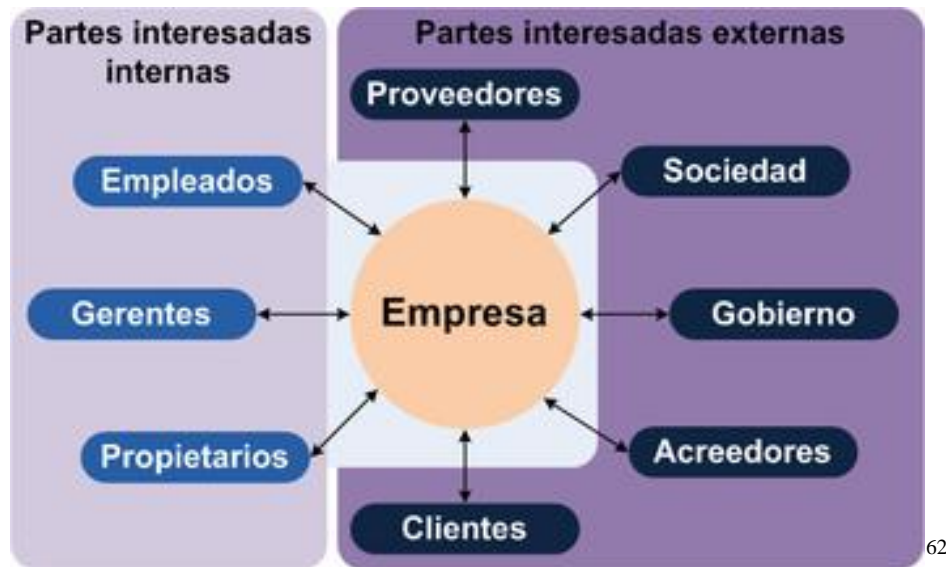 Partes interesadas
internas
Partes interesadas externas
Proveedores
Empleados
Sociedad
Gerentes
Empresa
Gobierno
Propietarios
Acreedores
Clientes
62